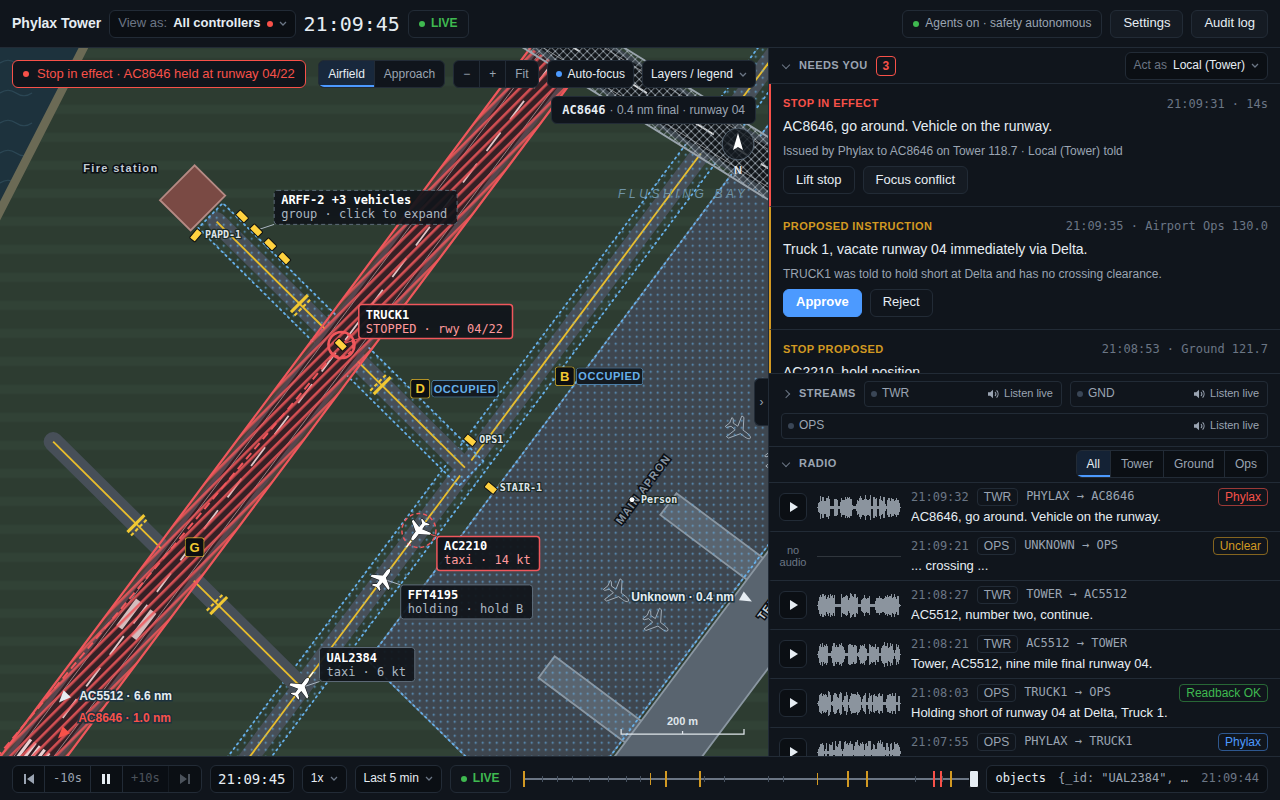 Phylax Tower
View as: All controllers
21:09:45
LIVE
Agents on · safety autonomous
Settings
Audit log
Stop in effect · AC8646 held at runway 04/22
Airfield
Approach
−
+
Fit
Auto-focus
Layers / legend
AC8646 · 0.4 nm final · runway 04
N
FLUSHING BAY
Fire station
ARFF-2 +3 vehicles
group · click to expand
PAPD-1
TRUCK1
STOPPED · rwy 04/22
D
OCCUPIED
B
OCCUPIED
OPS1
STAIR-1
MAIN APRON
Person
G
AC2210
taxi · 14 kt
FFT4195
holding · hold B
Unknown · 0.4 nm
UAL2384
taxi · 6 kt
AC5512 · 6.6 nm
AC8646 · 1.0 nm
200 m
NEEDS YOU
3
Act as Local (Tower)
STOP IN EFFECT
21:09:31 · 14s
AC8646, go around. Vehicle on the runway.
Issued by Phylax to AC8646 on Tower 118.7 · Local (Tower) told
Lift stop
Focus conflict
PROPOSED INSTRUCTION
21:09:35 · Airport Ops 130.0
Truck 1, vacate runway 04 immediately via Delta.
TRUCK1 was told to hold short at Delta and has no crossing clearance.
Approve
Reject
STOP PROPOSED
21:08:53 · Ground 121.7
AC2210, hold position
STREAMS
TWR
Listen live
GND
Listen live
OPS
Listen live
RADIO
All
Tower
Ground
Ops
21:09:32 TWR PHYLAX → AC8646 Phylax
AC8646, go around. Vehicle on the runway.
no audio
21:09:21 OPS UNKNOWN → OPS Unclear
... crossing ...
21:08:27 TWR TOWER → AC5512
AC5512, number two, continue.
21:08:21 TWR AC5512 → TOWER
Tower, AC5512, nine mile final runway 04.
21:08:03 OPS TRUCK1 → OPS Readback OK
Holding short of runway 04 at Delta, Truck 1.
21:07:55 OPS PHYLAX → TRUCK1 Phylax
-10s
+10s
21:09:45
1x
Last 5 min
LIVE
objects {_id: "UAL2384", … 21:09:44